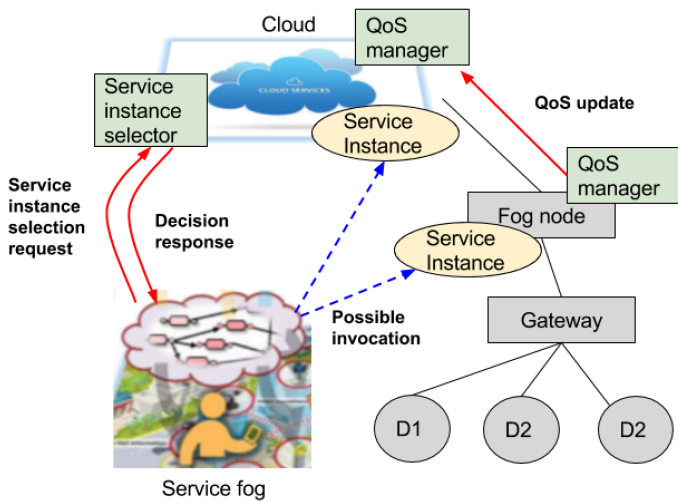 Cloud
QoS
manager
CLOUD SERVICES
Service
instance
selector
QoS update
Service
Instance
QoS
manager
Service
instance
selection
request
Decision
response
Fog node
Service
Instance
Possible
invocation
Gateway
D1
D2
D2
Service fog